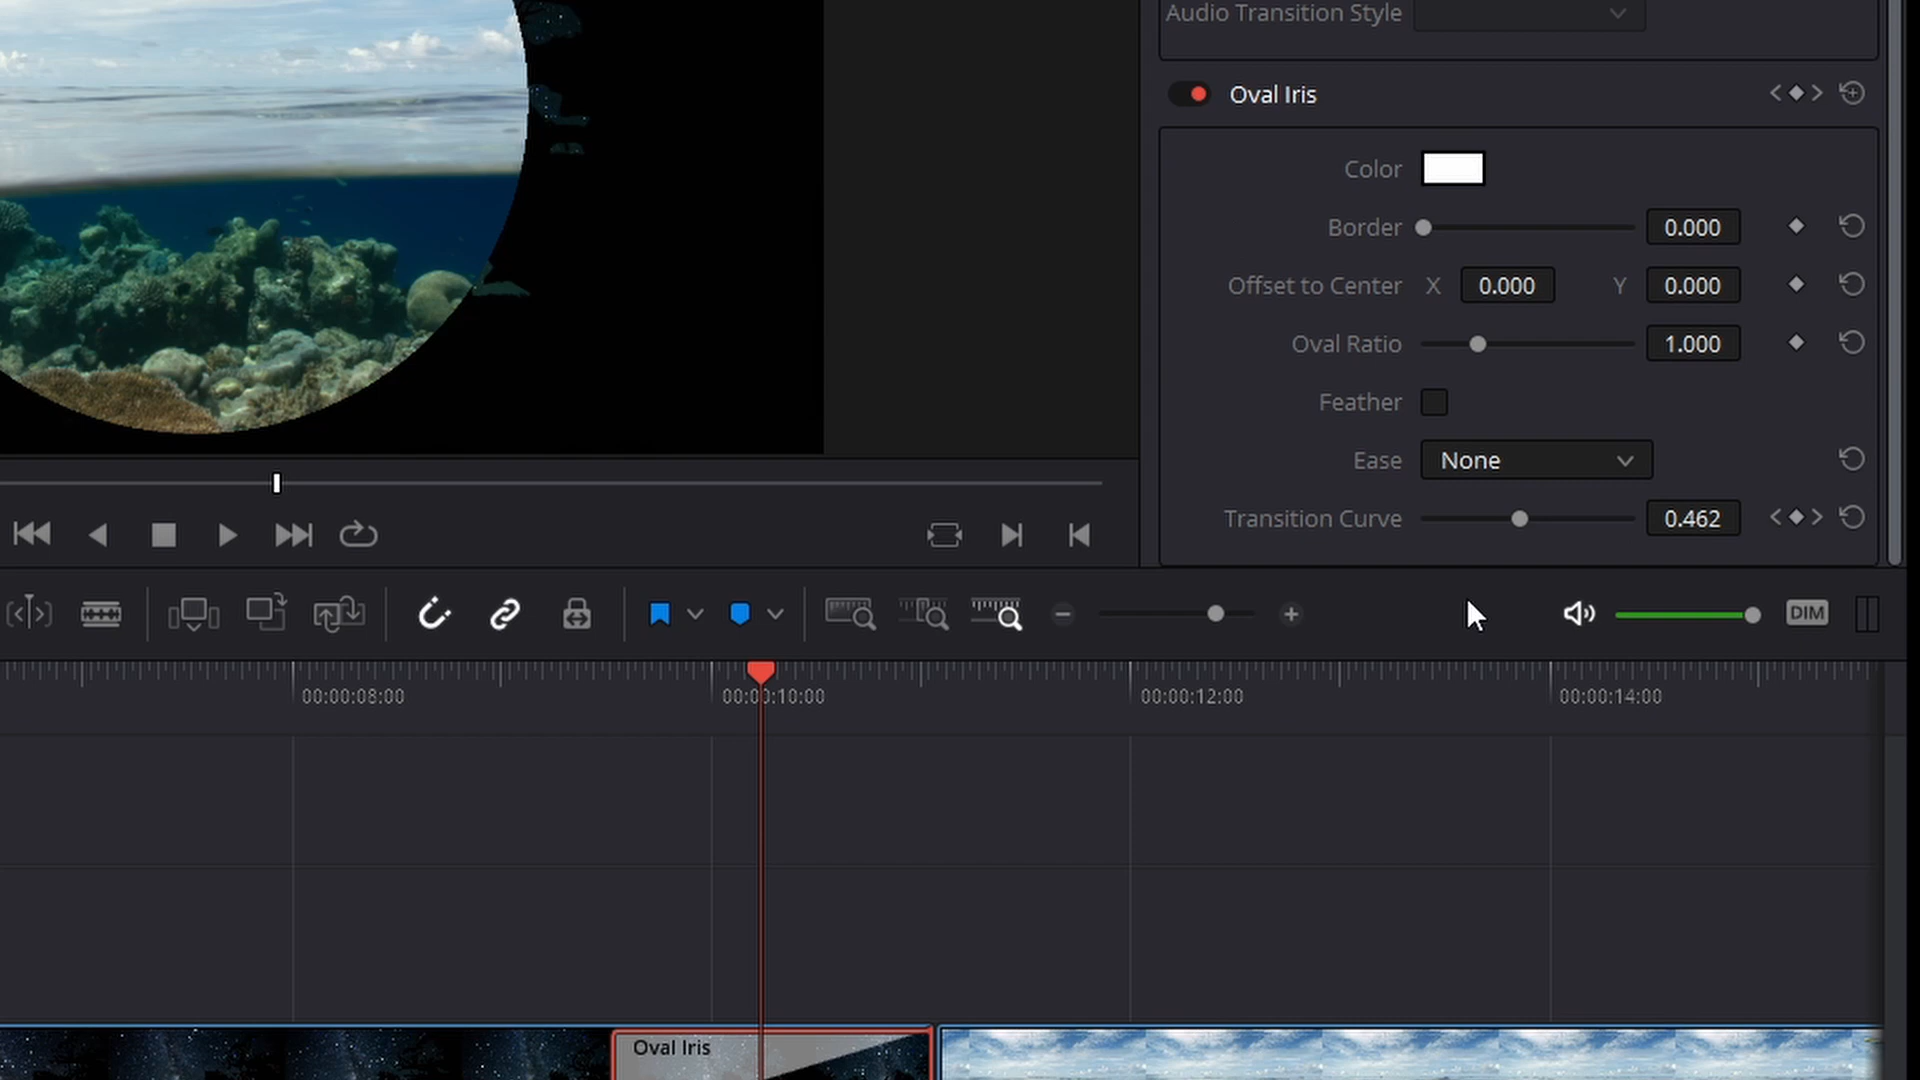 Audio Transition Style
Oval Iris
Color
Border 0.000
Offset to Center X 0.000 Y 0.000
Oval Ratio 1.000
Feather
Ease None
Transition Curve 0.462
DIM
00:00:08:00 00:00:10:00 00:00:12:00 00:00:14:00
Oval Iris